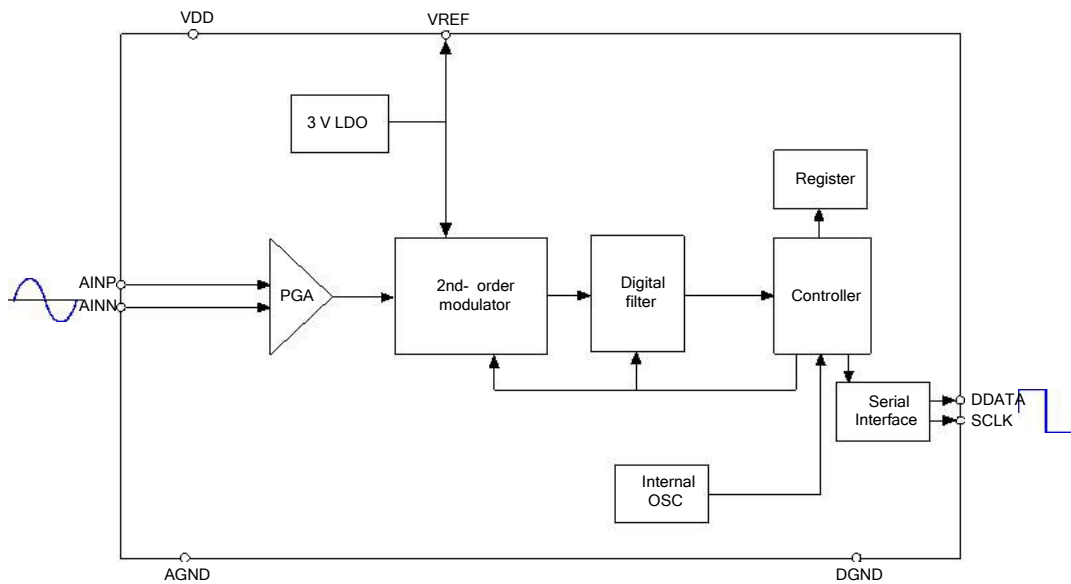 VDD
VREF
3 V LDO
Register
AINP
AINN
PGA
2nd- order
modulator
Digital
filter
Controller
Serial
Interface
DDATA
SCLK
Internal
OSC
AGND
DGND